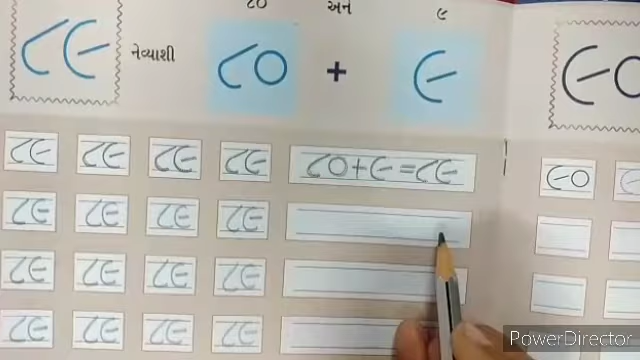 ૮૦ અને ૯
૮૯ નેવ્યાશી ૮૦ + ૯ ૯૦
૮૯ ૮૯ ૮૯ ૮૯ ૮૦+૯=૮૯ ૯૦
૮૯ ૮૯ ૮૯ ૮૯
૮૯ ૮૯ ૮૯ ૮૯
૮૯ ૮૯ ૮૯ ૮૯
PowerDirector